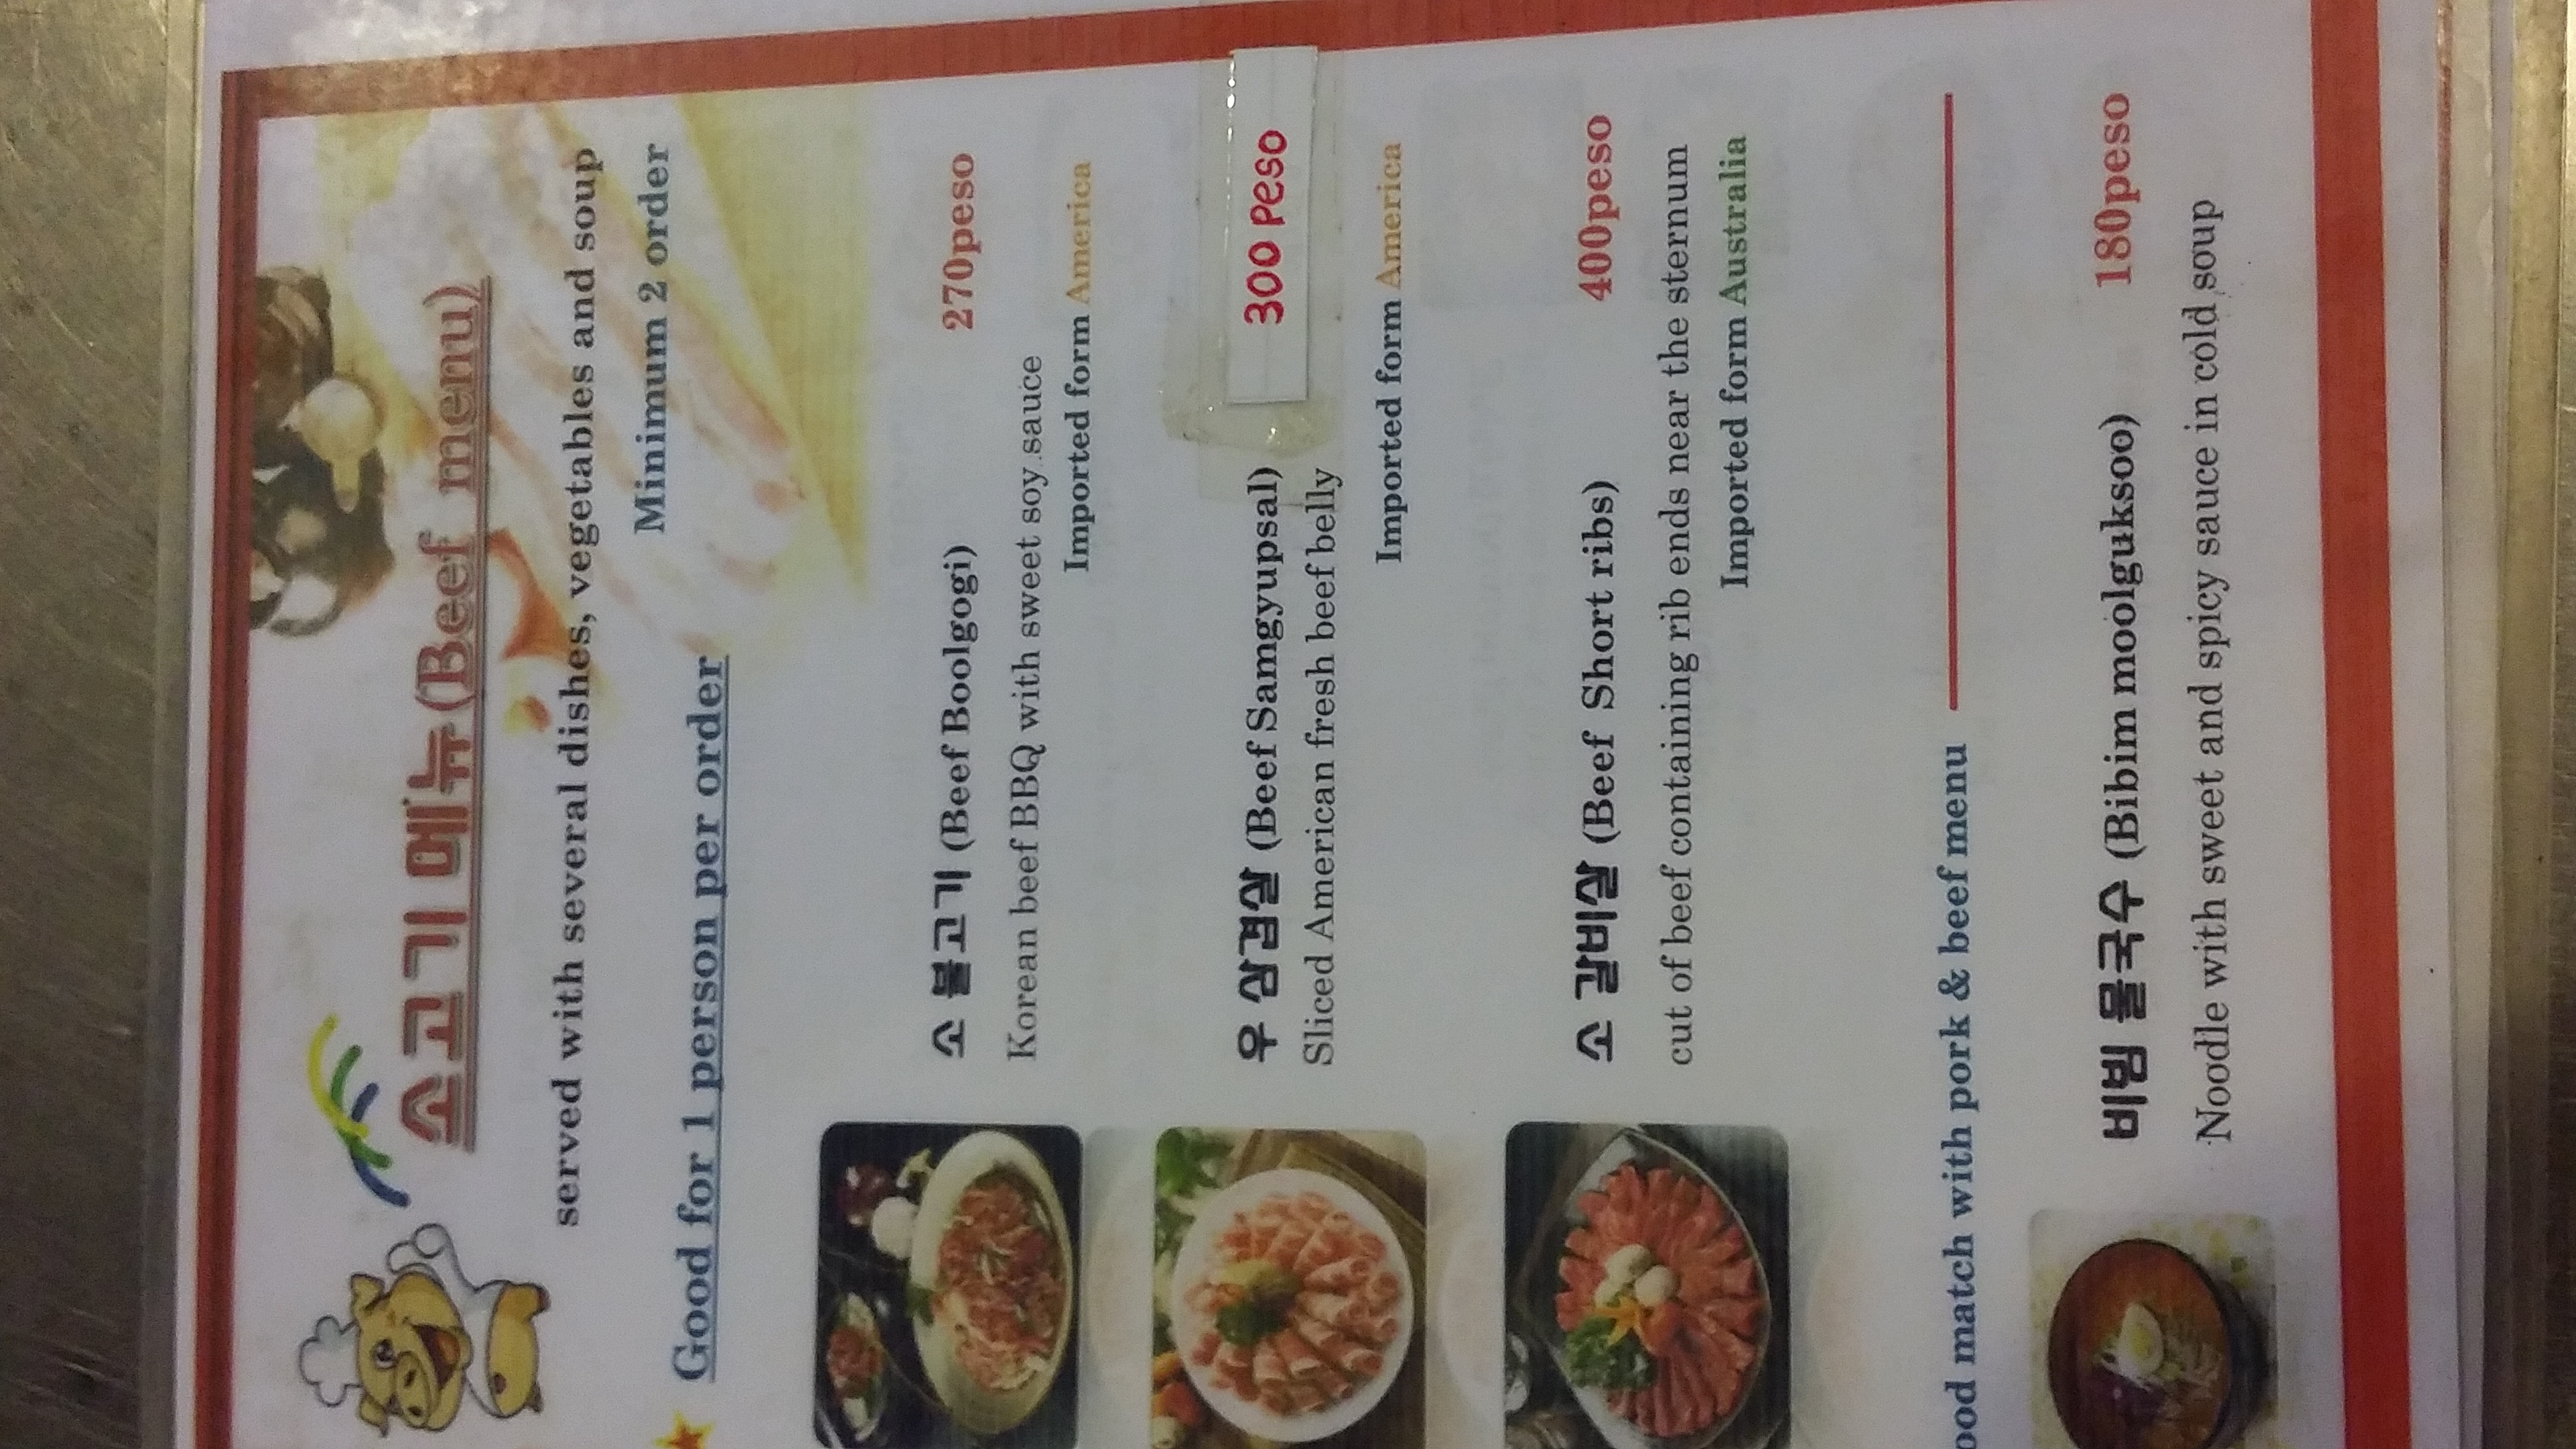 소고기 메뉴(Beef menu)
served with several dishes, vegetables and soup
Minimum 2 order
Good for 1 person per order
소 불고기 (Beef Boolgogi) 270peso
Korean beef BBQ with sweet soy sauce
Imported form America
우 삼겹살 (Beef Samgyupsal) 300 Peso
Sliced American fresh beef belly
Imported form America
소 갈비살 (Beef Short ribs) 400peso
cut of beef containing rib ends near the sternum
Imported form Australia
ood match with pork & beef menu
비빔 물국수 (Bibim moolguksoo) 180peso
Noodle with sweet and spicy sauce in cold soup